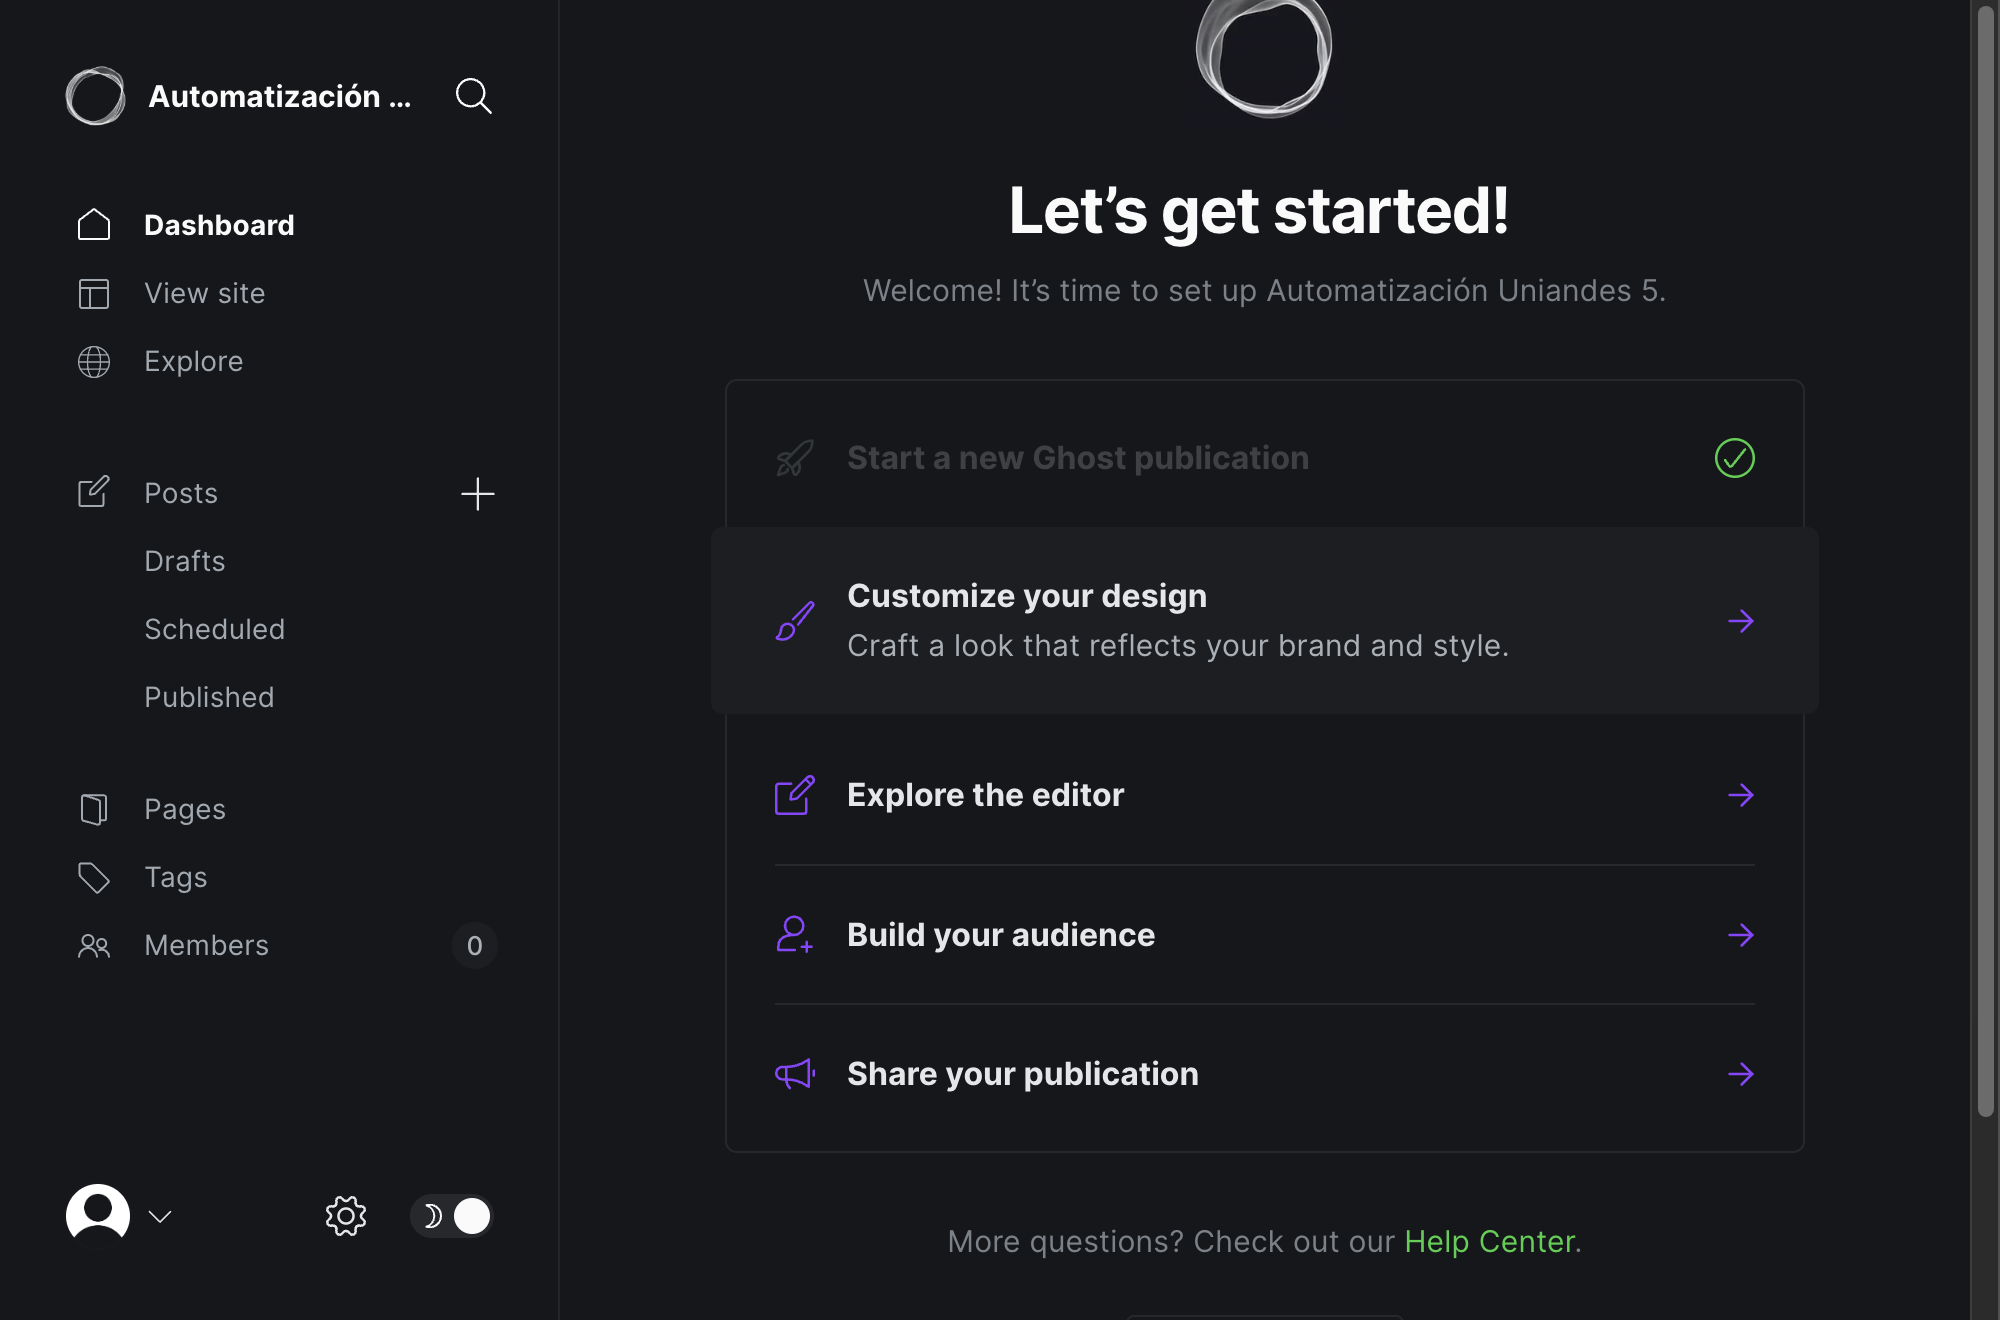 Automatización ...
Dashboard
View site
Explore
Posts
Drafts
Scheduled
Published
Pages
Tags
Members
0
Let’s get started!
Welcome! It’s time to set up Automatización Uniandes 5.
Start a new Ghost publication
Customize your design
Craft a look that reflects your brand and style.
Explore the editor
Build your audience
Share your publication
More questions? Check out our Help Center.